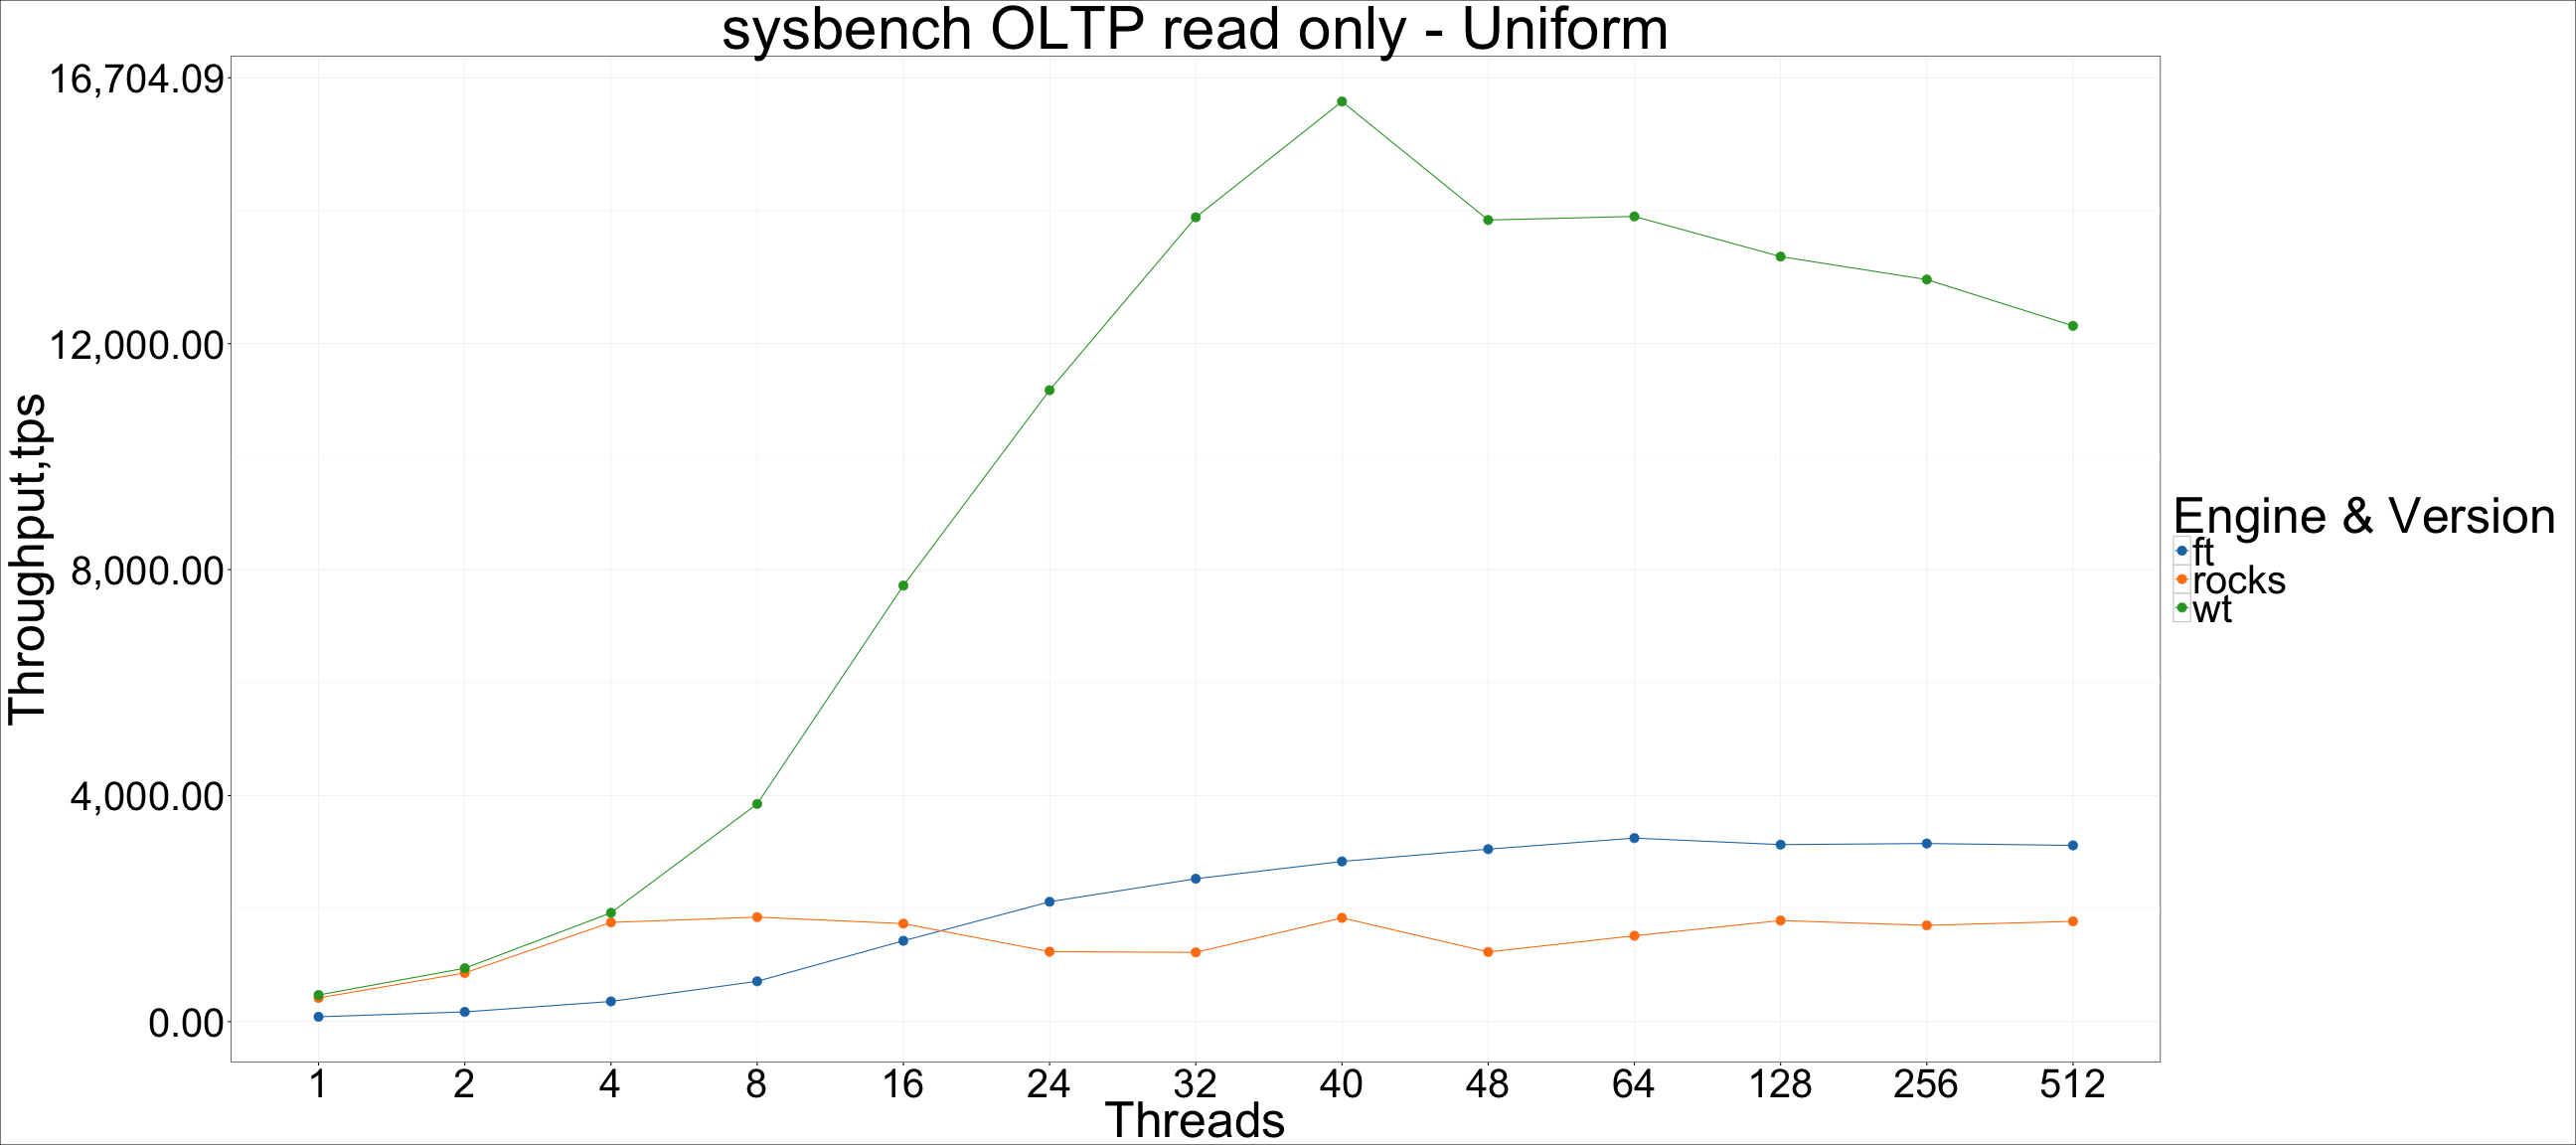 sysbench OLTP read only - Uniform
16,704.09
12,000.00
8,000.00
4,000.00
0.00
Throughput,tps
1 2 4 8 16 24 32 40 48 64 128 256 512
Threads
Engine & Version
ft
rocks
wt